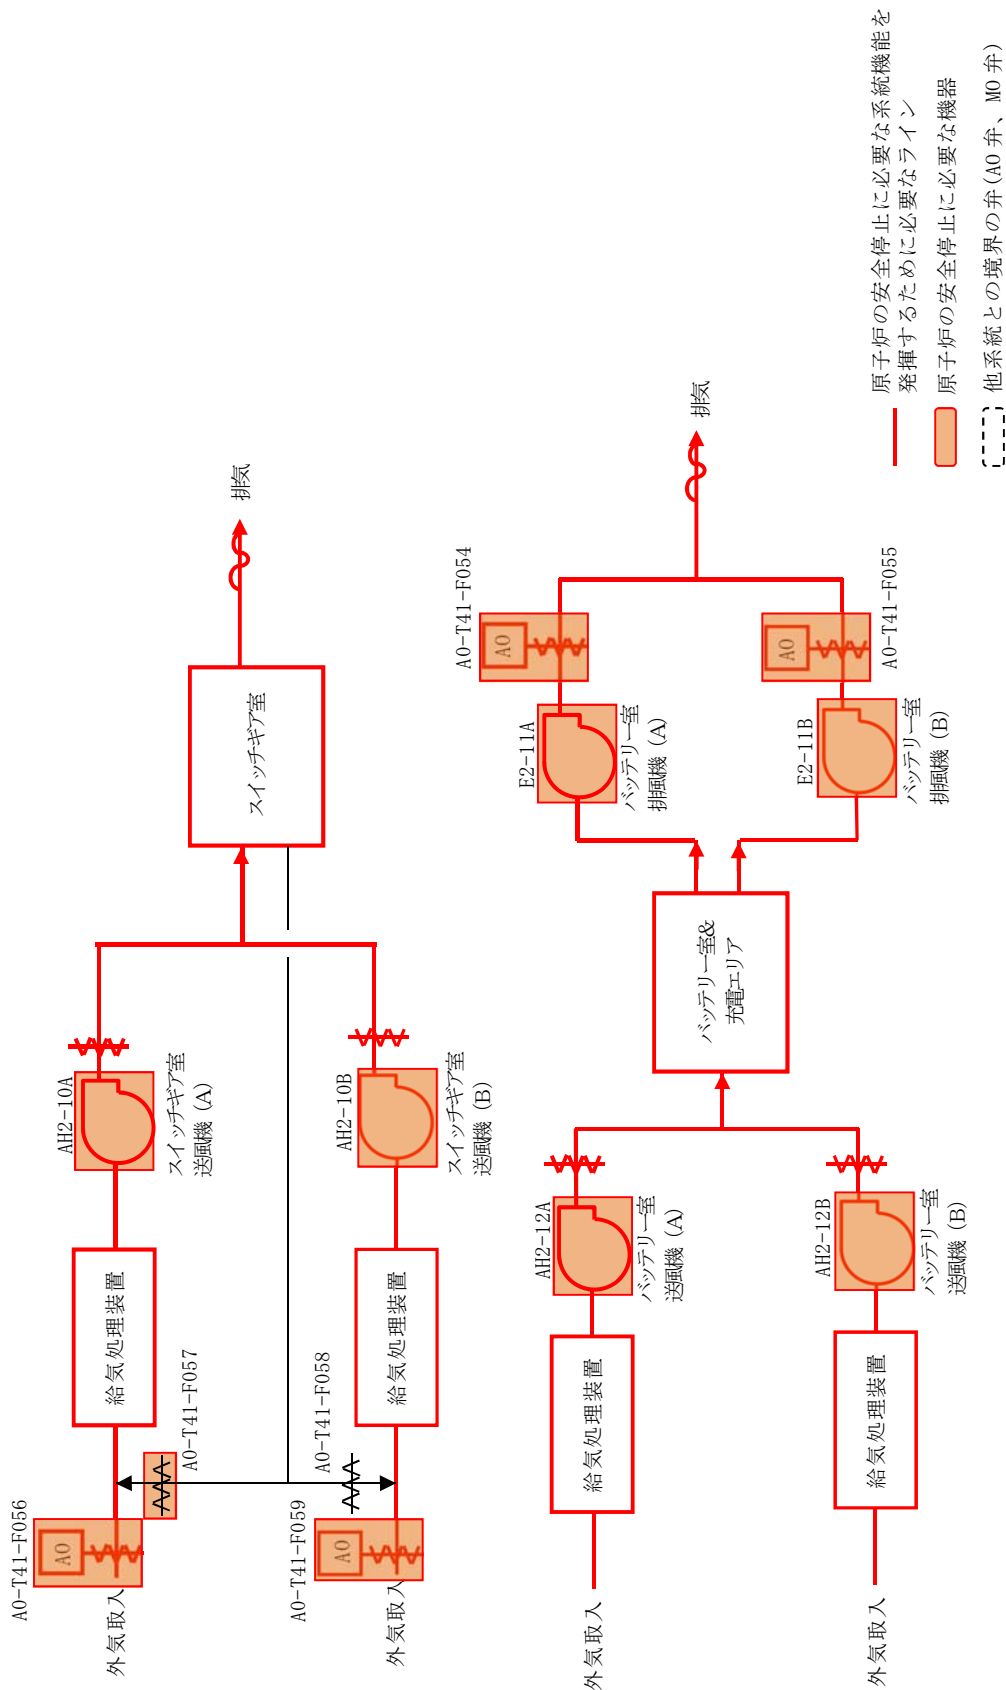 AO-T41-F056
AO
外気取入
AO-T41-F057
給気処理装置
AH2-10A
スイッチギア室
送風機 (A)
AO-T41-F059
AO
外気取入
AO-T41-F058
給気処理装置
AH2-10B
スイッチギア室
送風機 (B)
スイッチギア室
排気
外気取入
給気処理装置
AH2-12A
バッテリー室
送風機 (A)
外気取入
給気処理装置
AH2-12B
バッテリー室
送風機 (B)
バッテリー室&
充電エリア
E2-11A
バッテリー室
排風機 (A)
AO-T41-F054
AO
E2-11B
バッテリー室
排風機 (B)
AO
AO-T41-F055
排気
原子炉の安全停止に必要な系統機能を
発揮するために必要なライン
原子炉の安全停止に必要な機器
他系統との境界の弁(AO弁、MO弁)